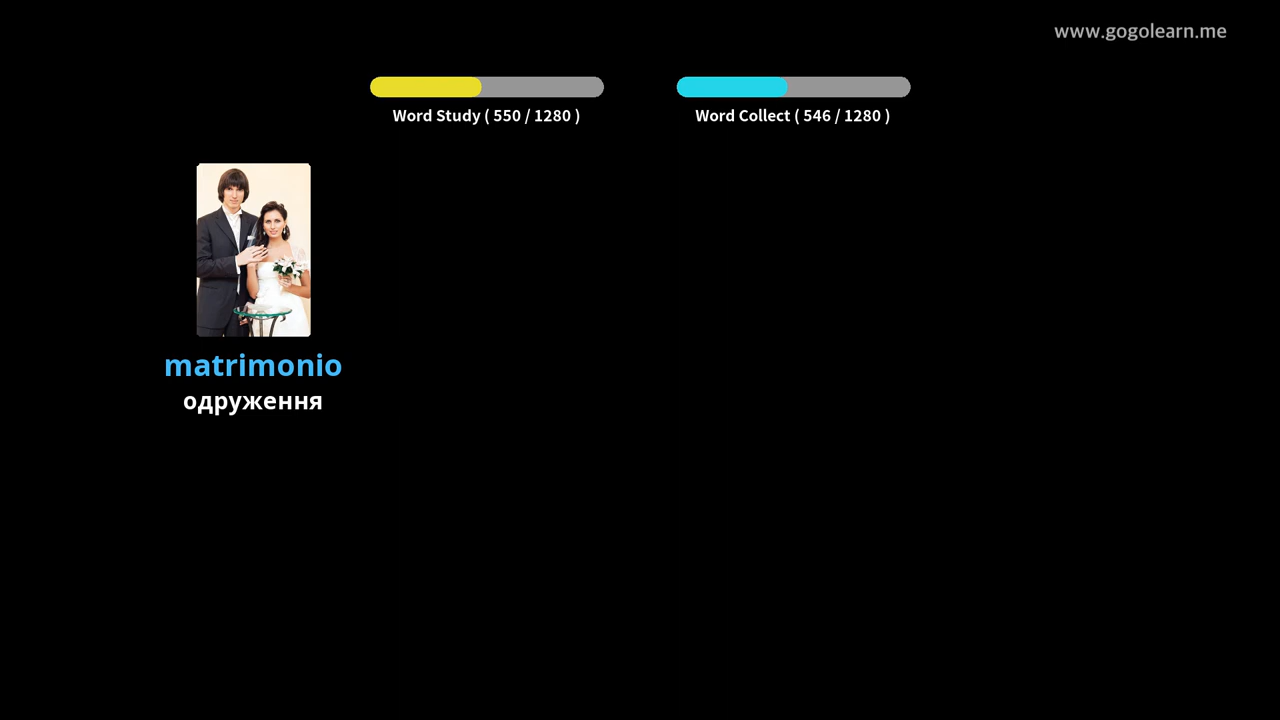 www.gogolearn.me
Word Study ( 550 / 1280 )
Word Collect ( 546 / 1280 )
matrimonio
одруження